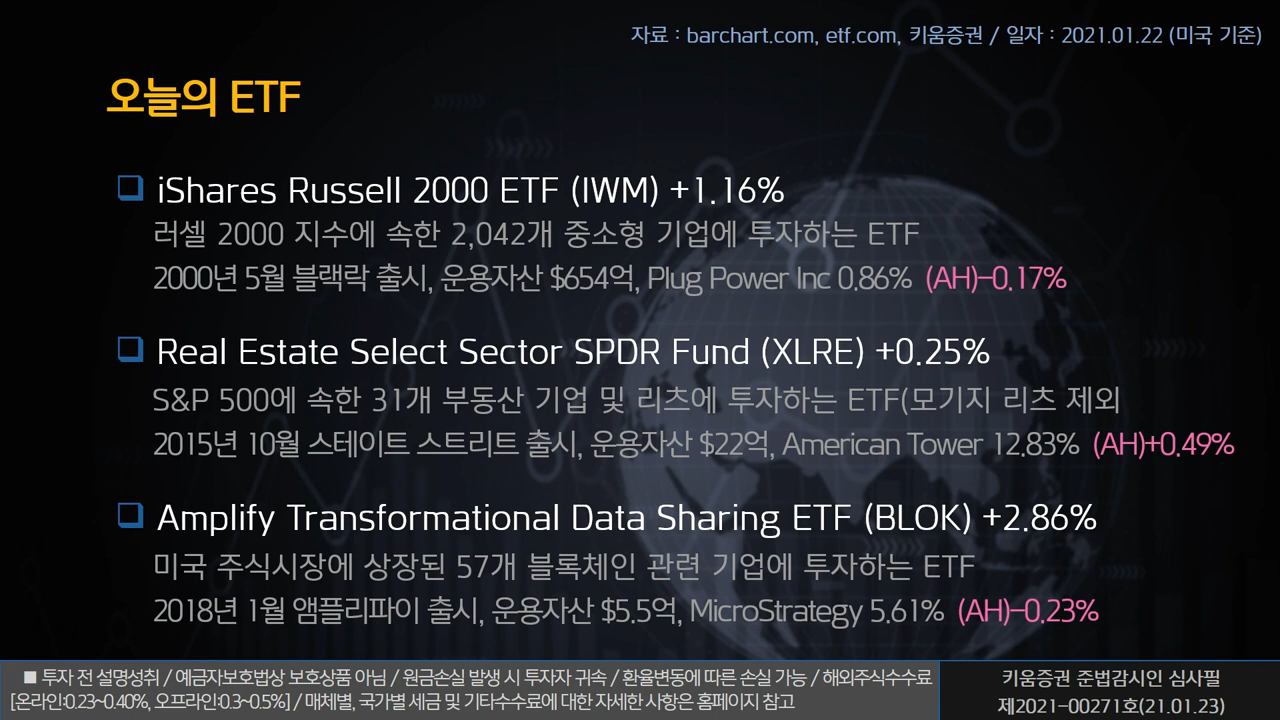 자료 : barchart.com, etf.com, 키움증권 / 일자 : 2021.01.22 (미국 기준)
오늘의 ETF
iShares Russell 2000 ETF (IWM) +1.16%
러셀 2000 지수에 속한 2,042개 중소형 기업에 투자하는 ETF
2000년 5월 블랙락 출시, 운용자산 $654억, Plug Power Inc 0.86% (AH)-0.17%
Real Estate Select Sector SPDR Fund (XLRE) +0.25%
S&P 500에 속한 31개 부동산 기업 및 리츠에 투자하는 ETF(모기지 리츠 제외
2015년 10월 스테이트 스트리트 출시, 운용자산 $22억, American Tower 12.83% (AH)+0.49%
Amplify Transformational Data Sharing ETF (BLOK) +2.86%
미국 주식시장에 상장된 57개 블록체인 관련 기업에 투자하는 ETF
2018년 1월 앰플리파이 출시, 운용자산 $5.5억, MicroStrategy 5.61% (AH)-0.23%
■ 투자 전 설명성취 / 예금자보호법상 보호상품 아님 / 원금손실 발생 시 투자자 귀속 / 환율변동에 따른 손실 가능 / 해외주식수수료
[온라인:0.23~0.40%, 오프라인:0.3~0.5%] / 매체별, 국가별 세금 및 기타수수료에 대한 자세한 사항은 홈페이지 참고
키움증권 준법감시인 심사필
제2021-00271호(21.01.23)